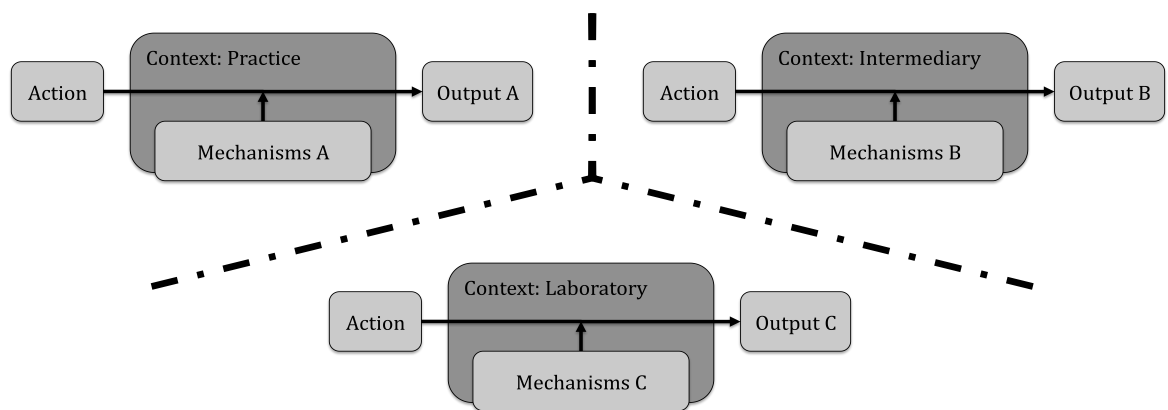 Context: Practice
Action
Output A
Mechanisms A
Context: Intermediary
Action
Output B
Mechanisms B
Context: Laboratory
Action
Output C
Mechanisms C